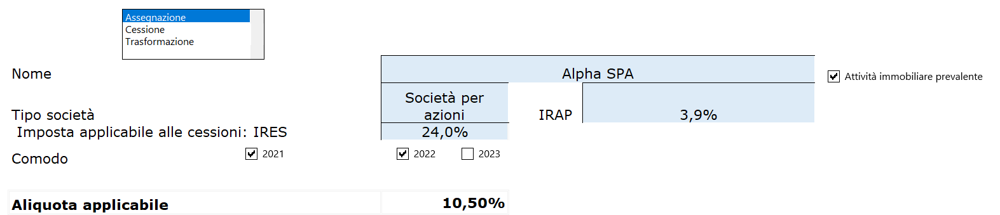 Assegnazione
Cessione
Trasformazione
Nome
Alpha SPA
Attività immobiliare prevalente
Società per
azioni
Tipo società
IRAP
3,9%
Imposta applicabile alle cessioni: IRES
24,0%
Comodo
2021
2022
2023
Aliquota applicabile
10,50%